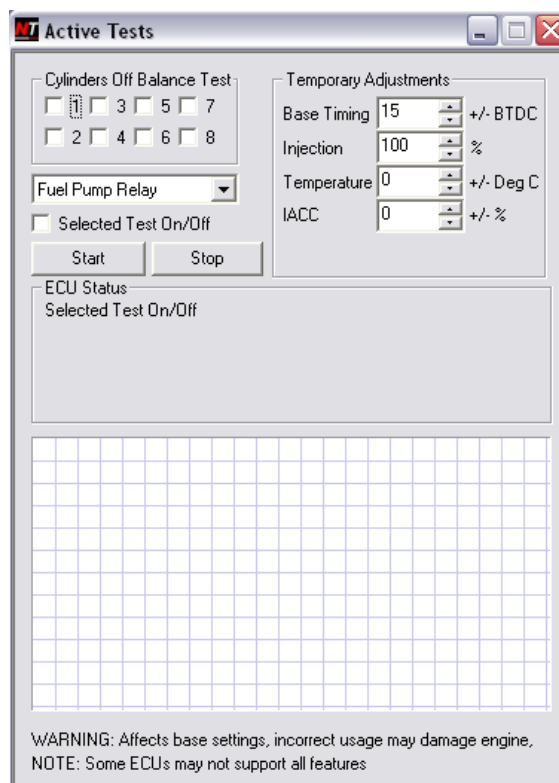 NT Active Tests
Cylinders Off Balance Test
1 3 5 7
2 4 6 8
Fuel Pump Relay
Selected Test On/Off
Start Stop
Temporary Adjustments
Base Timing 15 +/- BTDC
Injection 100 %
Temperature 0 +/- Deg C
IACC 0 +/- %
ECU Status
Selected Test On/Off
WARNING: Affects base settings, incorrect usage may damage engine,
NOTE: Some ECUs may not support all features